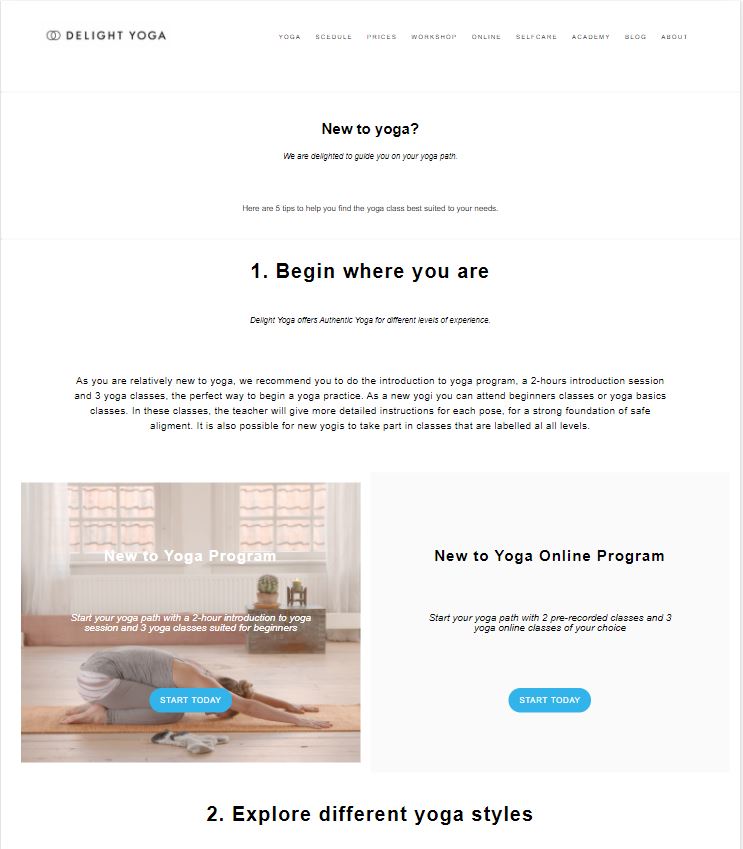 DELIGHT YOGA
YOGA SCEDULE PRICES WORKSHOP ONLINE SELFCARE ACADEMY BLOG ABOUT
New to yoga?
We are delighted to guide you on your yoga path.
Here are 5 tips to help you find the yoga class best suited to your needs.
1. Begin where you are
Delight Yoga offers Authentic Yoga for different levels of experience.
As you are relatively new to yoga, we recommend you to do the introduction to yoga program, a 2-hours introduction session
and 3 yoga classes, the perfect way to begin a yoga practice. As a new yogi you can attend beginners classes or yoga basics
classes. In these classes, the teacher will give more detailed instructions for each pose, for a strong foundation of safe
aligment. It is also possible for new yogis to take part in classes that are labelled al all levels.
New to Yoga Program
Start your yoga path with a 2-hour introduction to yoga
session and 3 yoga classes suited for beginners
START TODAY
New to Yoga Online Program
Start your yoga path with 2 pre-recorded classes and 3
yoga online classes of your choice
START TODAY
2. Explore different yoga styles